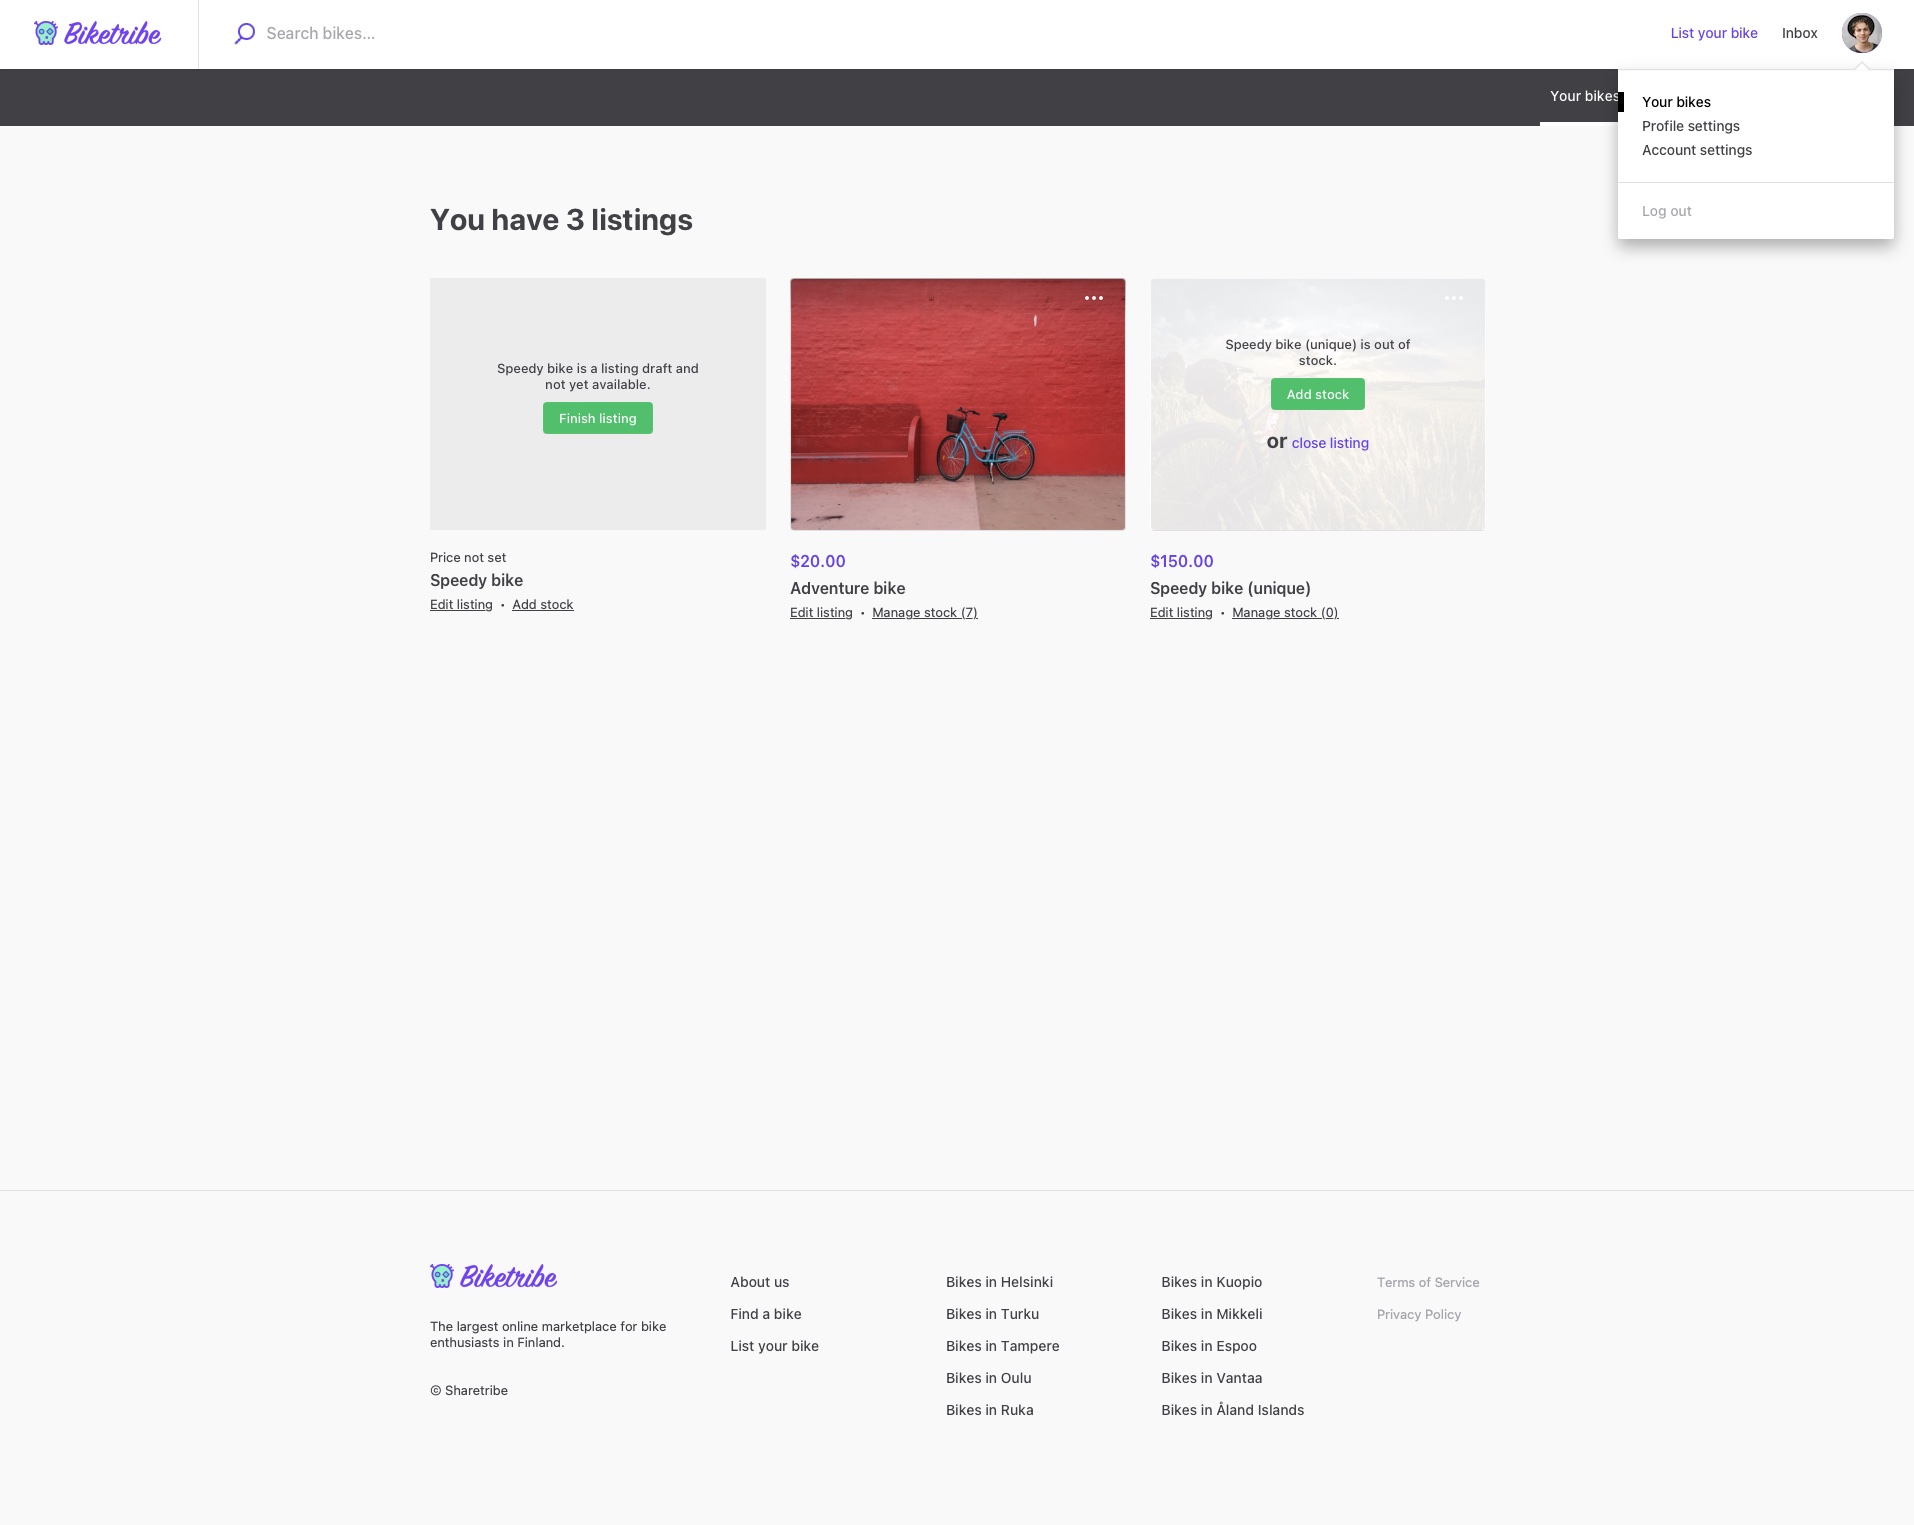 Biketribe
Search bikes...
List your bike
Inbox
Your bikes
Your bikes
Profile settings
Account settings
Log out
You have 3 listings
Speedy bike is a listing draft and
not yet available.
Finish listing
Price not set
Speedy bike
Edit listing • Add stock
$20.00
Adventure bike
Edit listing • Manage stock (7)
Speedy bike (unique) is out of
stock.
Add stock
or close listing
$150.00
Speedy bike (unique)
Edit listing • Manage stock (0)
Biketribe
The largest online marketplace for bike
enthusiasts in Finland.
© Sharetribe
About us
Find a bike
List your bike
Bikes in Helsinki
Bikes in Turku
Bikes in Tampere
Bikes in Oulu
Bikes in Ruka
Bikes in Kuopio
Bikes in Mikkeli
Bikes in Espoo
Bikes in Vantaa
Bikes in Åland Islands
Terms of Service
Privacy Policy